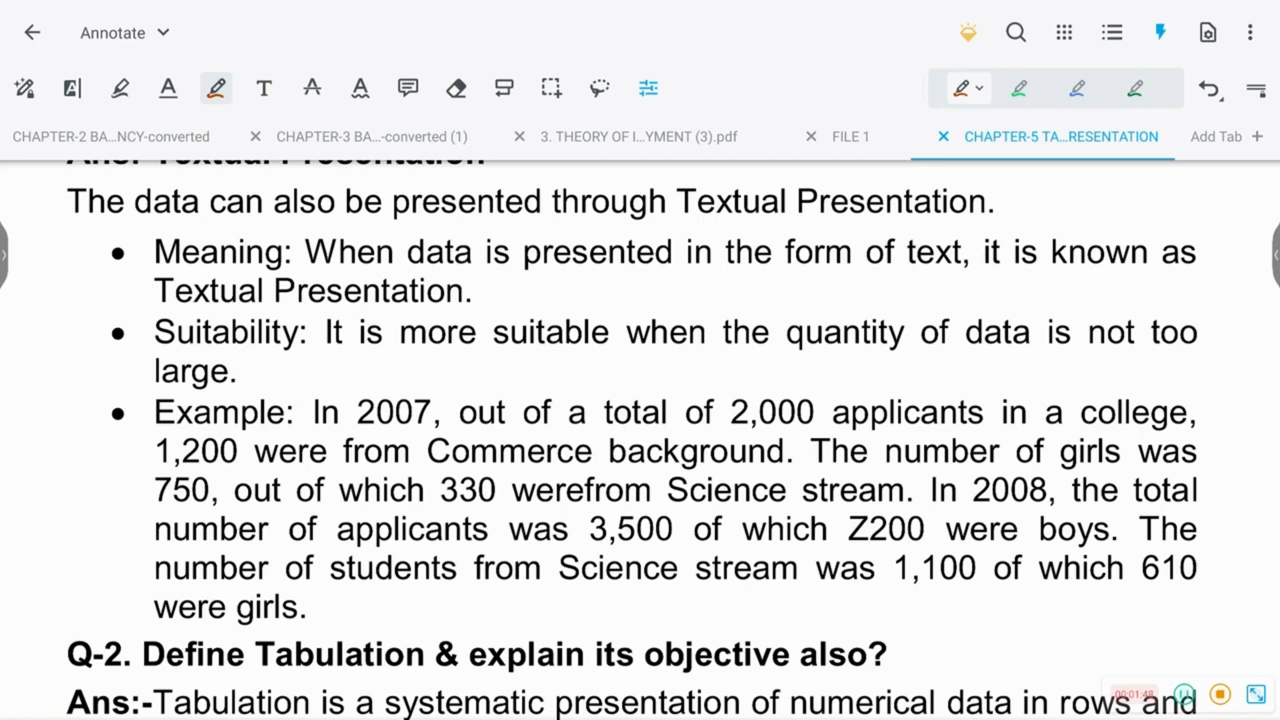 Annotate
CHAPTER-2 BA...NCY-converted
CHAPTER-3 BA...-converted (1)
3. THEORY OF I...YMENT (3).pdf
FILE 1
CHAPTER-5 TA...RESENTATION
Add Tab +
Ans:-Textual Presentation
The data can also be presented through Textual Presentation.
• Meaning: When data is presented in the form of text, it is known as
Textual Presentation.
• Suitability: It is more suitable when the quantity of data is not too
large.
• Example: In 2007, out of a total of 2,000 applicants in a college,
1,200 were from Commerce background. The number of girls was
750, out of which 330 werefrom Science stream. In 2008, the total
number of applicants was 3,500 of which Z200 were boys. The
number of students from Science stream was 1,100 of which 610
were girls.
Q-2. Define Tabulation & explain its objective also?
Ans:-Tabulation is a systematic presentation of numerical data in rows and
00:01:48